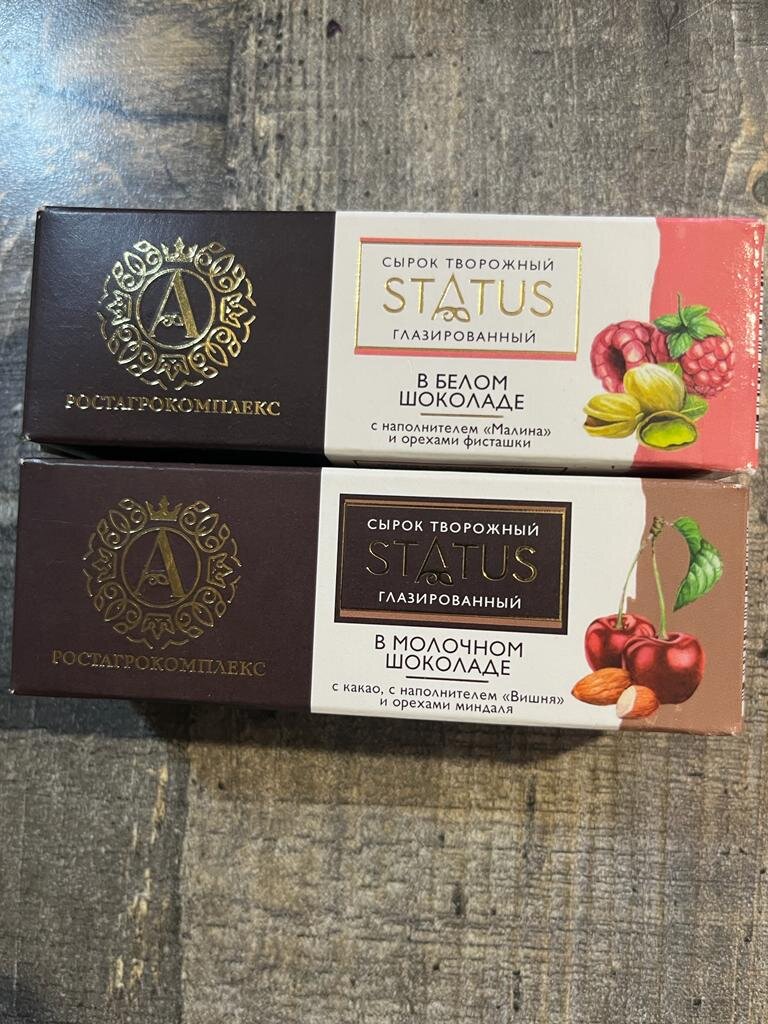 А
РОСТАГРОКОМПЛЕКС
СЫРОК ТВОРОЖНЫЙ
STATUS
ГЛАЗИРОВАННЫЙ
В БЕЛОМ
ШОКОЛАДЕ
с наполнителем «Малина»
и орехами фисташки
А
РОСТАГРОКОМПЛЕКС
СЫРОК ТВОРОЖНЫЙ
STATUS
ГЛАЗИРОВАННЫЙ
В МОЛОЧНОМ
ШОКОЛАДЕ
с какао, с наполнителем «Вишня»
и орехами миндаля